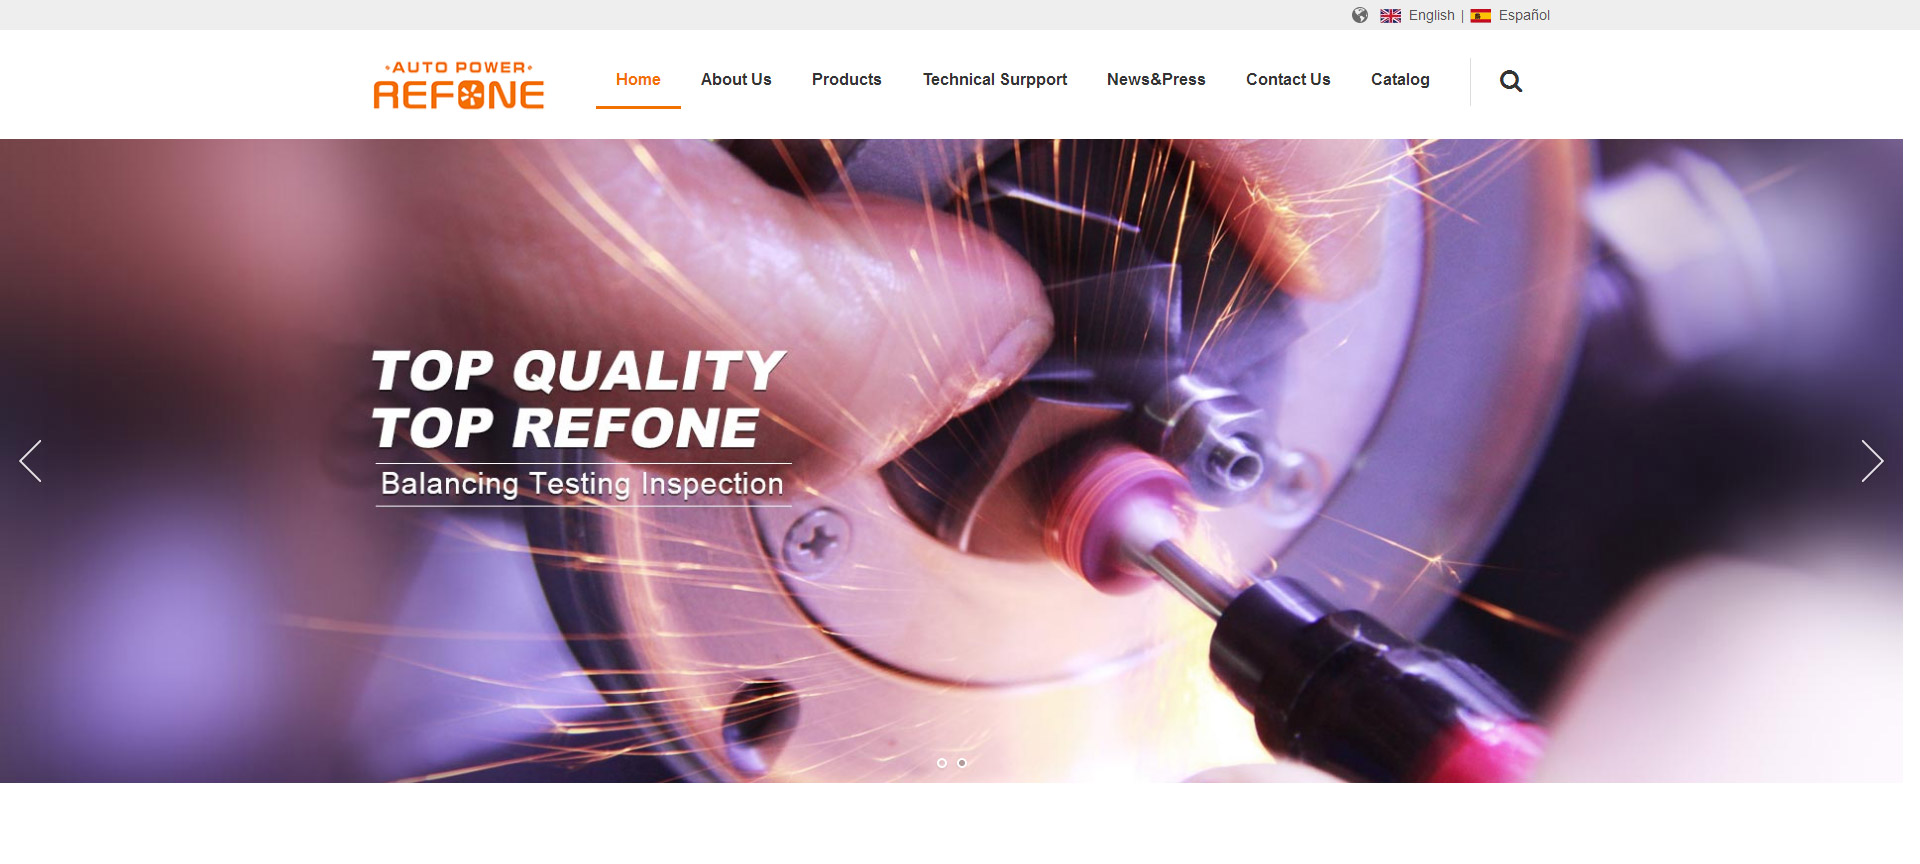 English | Español
AUTO POWER
REFONE
Home About Us Products Technical Surpport News&Press Contact Us Catalog
TOP QUALITY
TOP REFONE
Balancing Testing Inspection